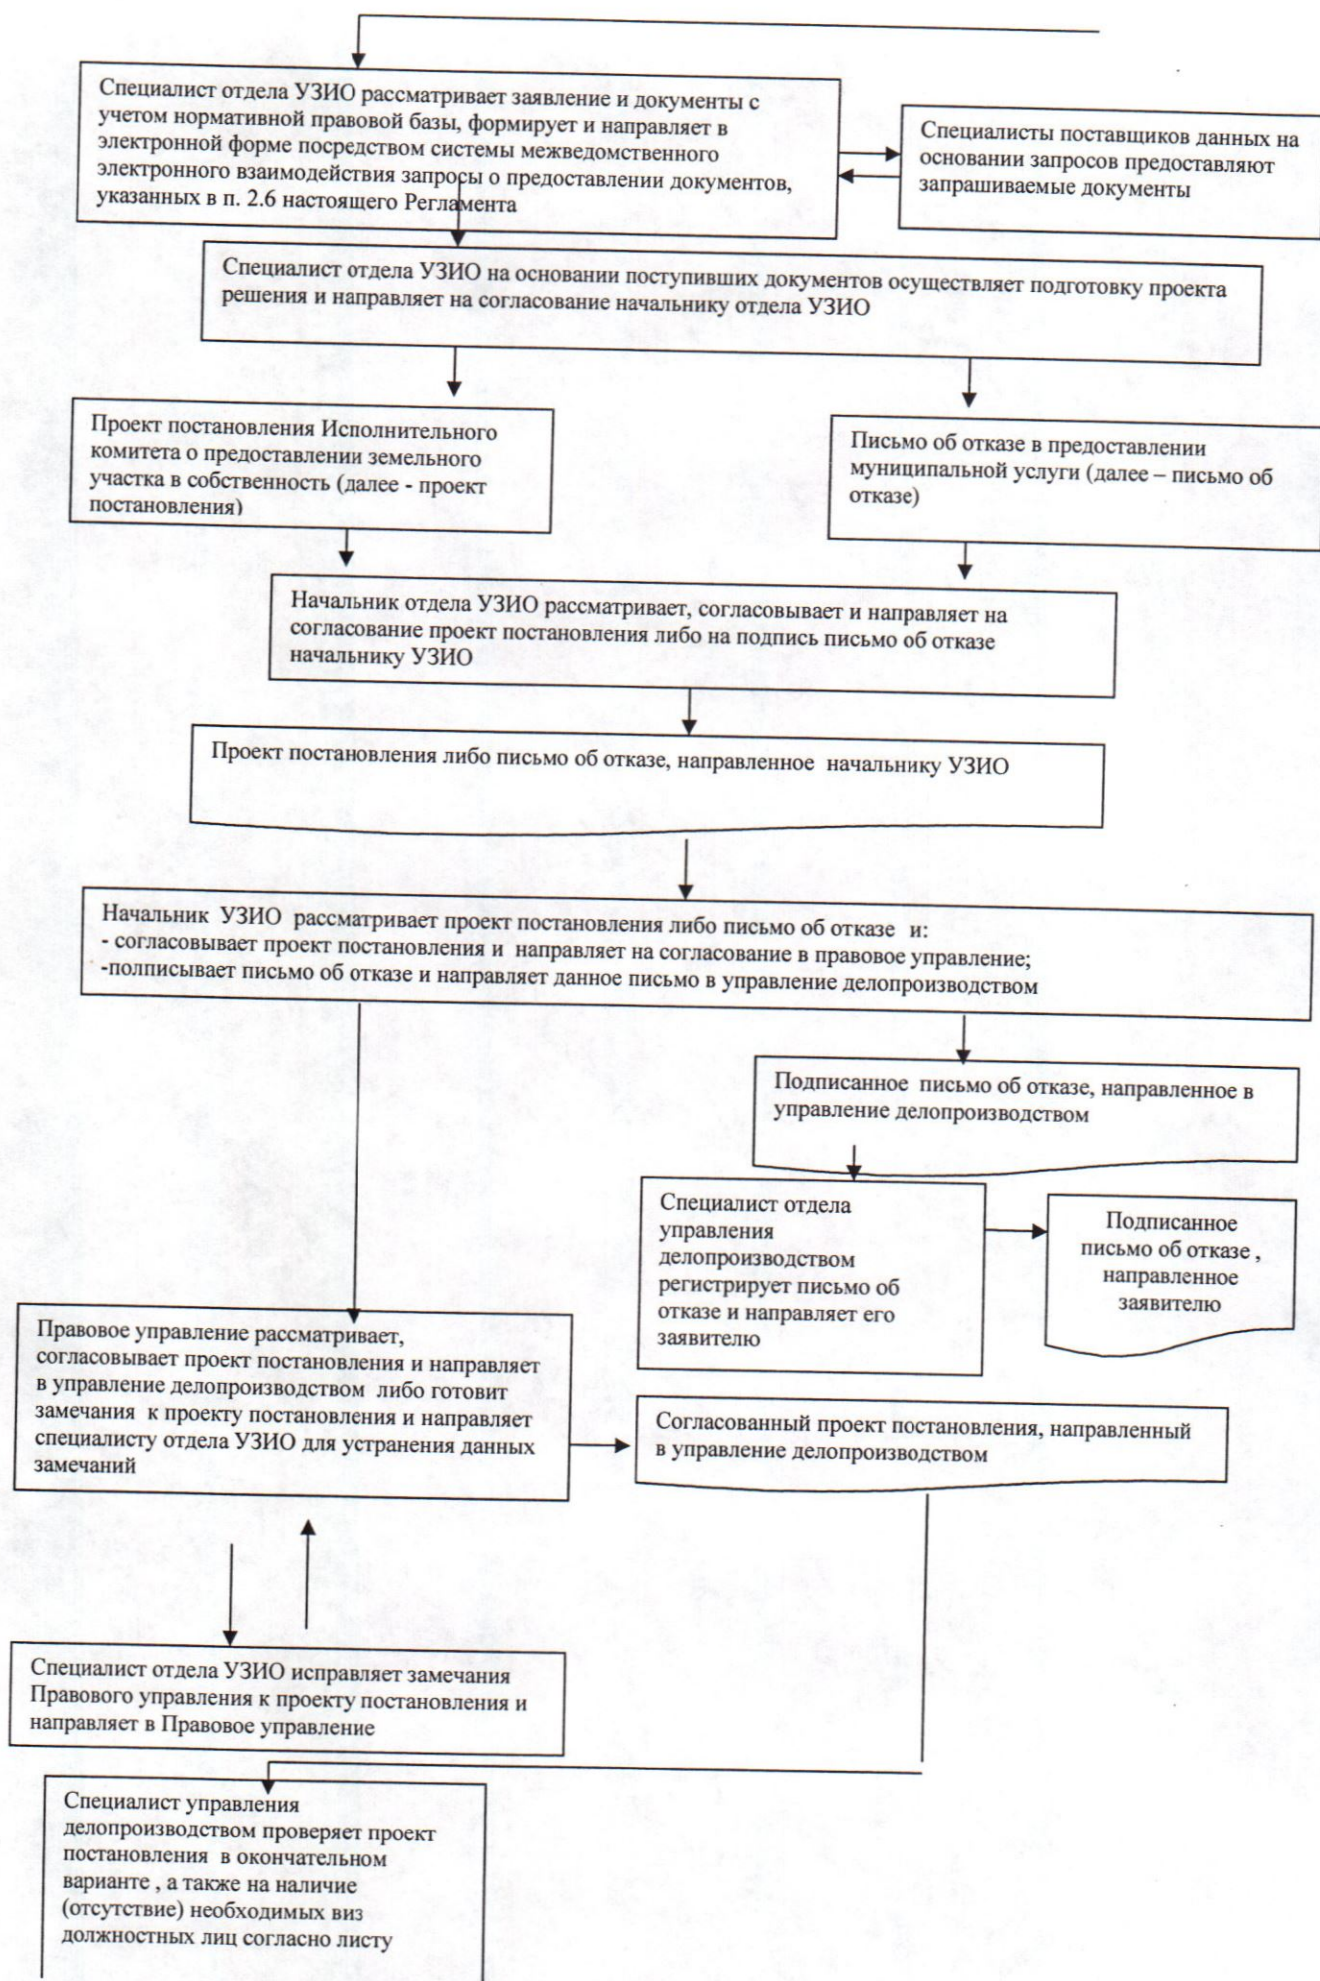 Специалист отдела УЗИО рассматривает заявление и документы с
учетом нормативной правовой базы, формирует и направляет в
электронной форме посредством системы межведомственного
электронного взаимодействия запросы о предоставлении документов,
указанных в п. 2.6 настоящего Регламента
Специалисты поставщиков данных на
основании запросов предоставляют
запрашиваемые документы
Специалист отдела УЗИО на основании поступивших документов осуществляет подготовку проекта
решения и направляет на согласование начальнику отдела УЗИО
Проект постановления Исполнительного
комитета о предоставлении земельного
участка в собственность (далее - проект
постановления)
Письмо об отказе в предоставлении
муниципальной услуги (далее – письмо об
отказе)
Начальник отдела УЗИО рассматривает, согласовывает и направляет на
согласование проект постановления либо на подпись письмо об отказе
начальнику УЗИО
Проект постановления либо письмо об отказе, направленное начальнику УЗИО
Начальник УЗИО рассматривает проект постановления либо письмо об отказе и:
- согласовывает проект постановления и направляет на согласование в правовое управление;
-полписывает письмо об отказе и направляет данное письмо в управление делопроизводством
Подписанное письмо об отказе, направленное в
управление делопроизводством
Специалист отдела
управления
делопроизводством
регистрирует письмо об
отказе и направляет его
заявителю
Подписанное
письмо об отказе ,
направленное
заявителю
Правовое управление рассматривает,
согласовывает проект постановления и направляет
в управление делопроизводством либо готовит
замечания к проекту постановления и направляет
специалисту отдела УЗИО для устранения данных
замечаний
Согласованный проект постановления, направленный
в управление делопроизводством
Специалист отдела УЗИО исправляет замечания
Правового управления к проекту постановления и
направляет в Правовое управление
Специалист управления
делопроизводством проверяет проект
постановления в окончательном
варианте , а также на наличие
(отсутствие) необходимых виз
должностных лиц согласно листу